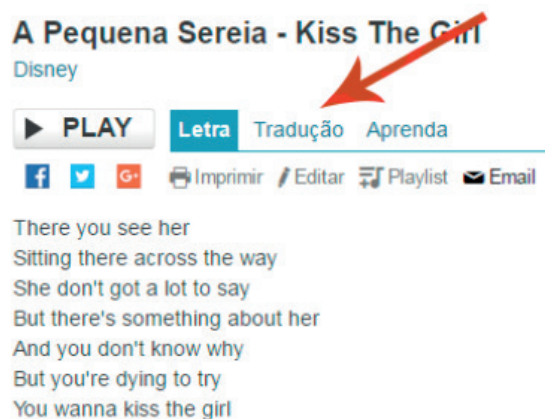 A Pequena Sereia - Kiss The Girl
Disney
PLAY Letra Tradução Aprenda
f G+ Imprimir Editar Playlist Email
There you see her
Sitting there across the way
She don't got a lot to say
But there's something about her
And you don't know why
But you're dying to try
You wanna kiss the girl